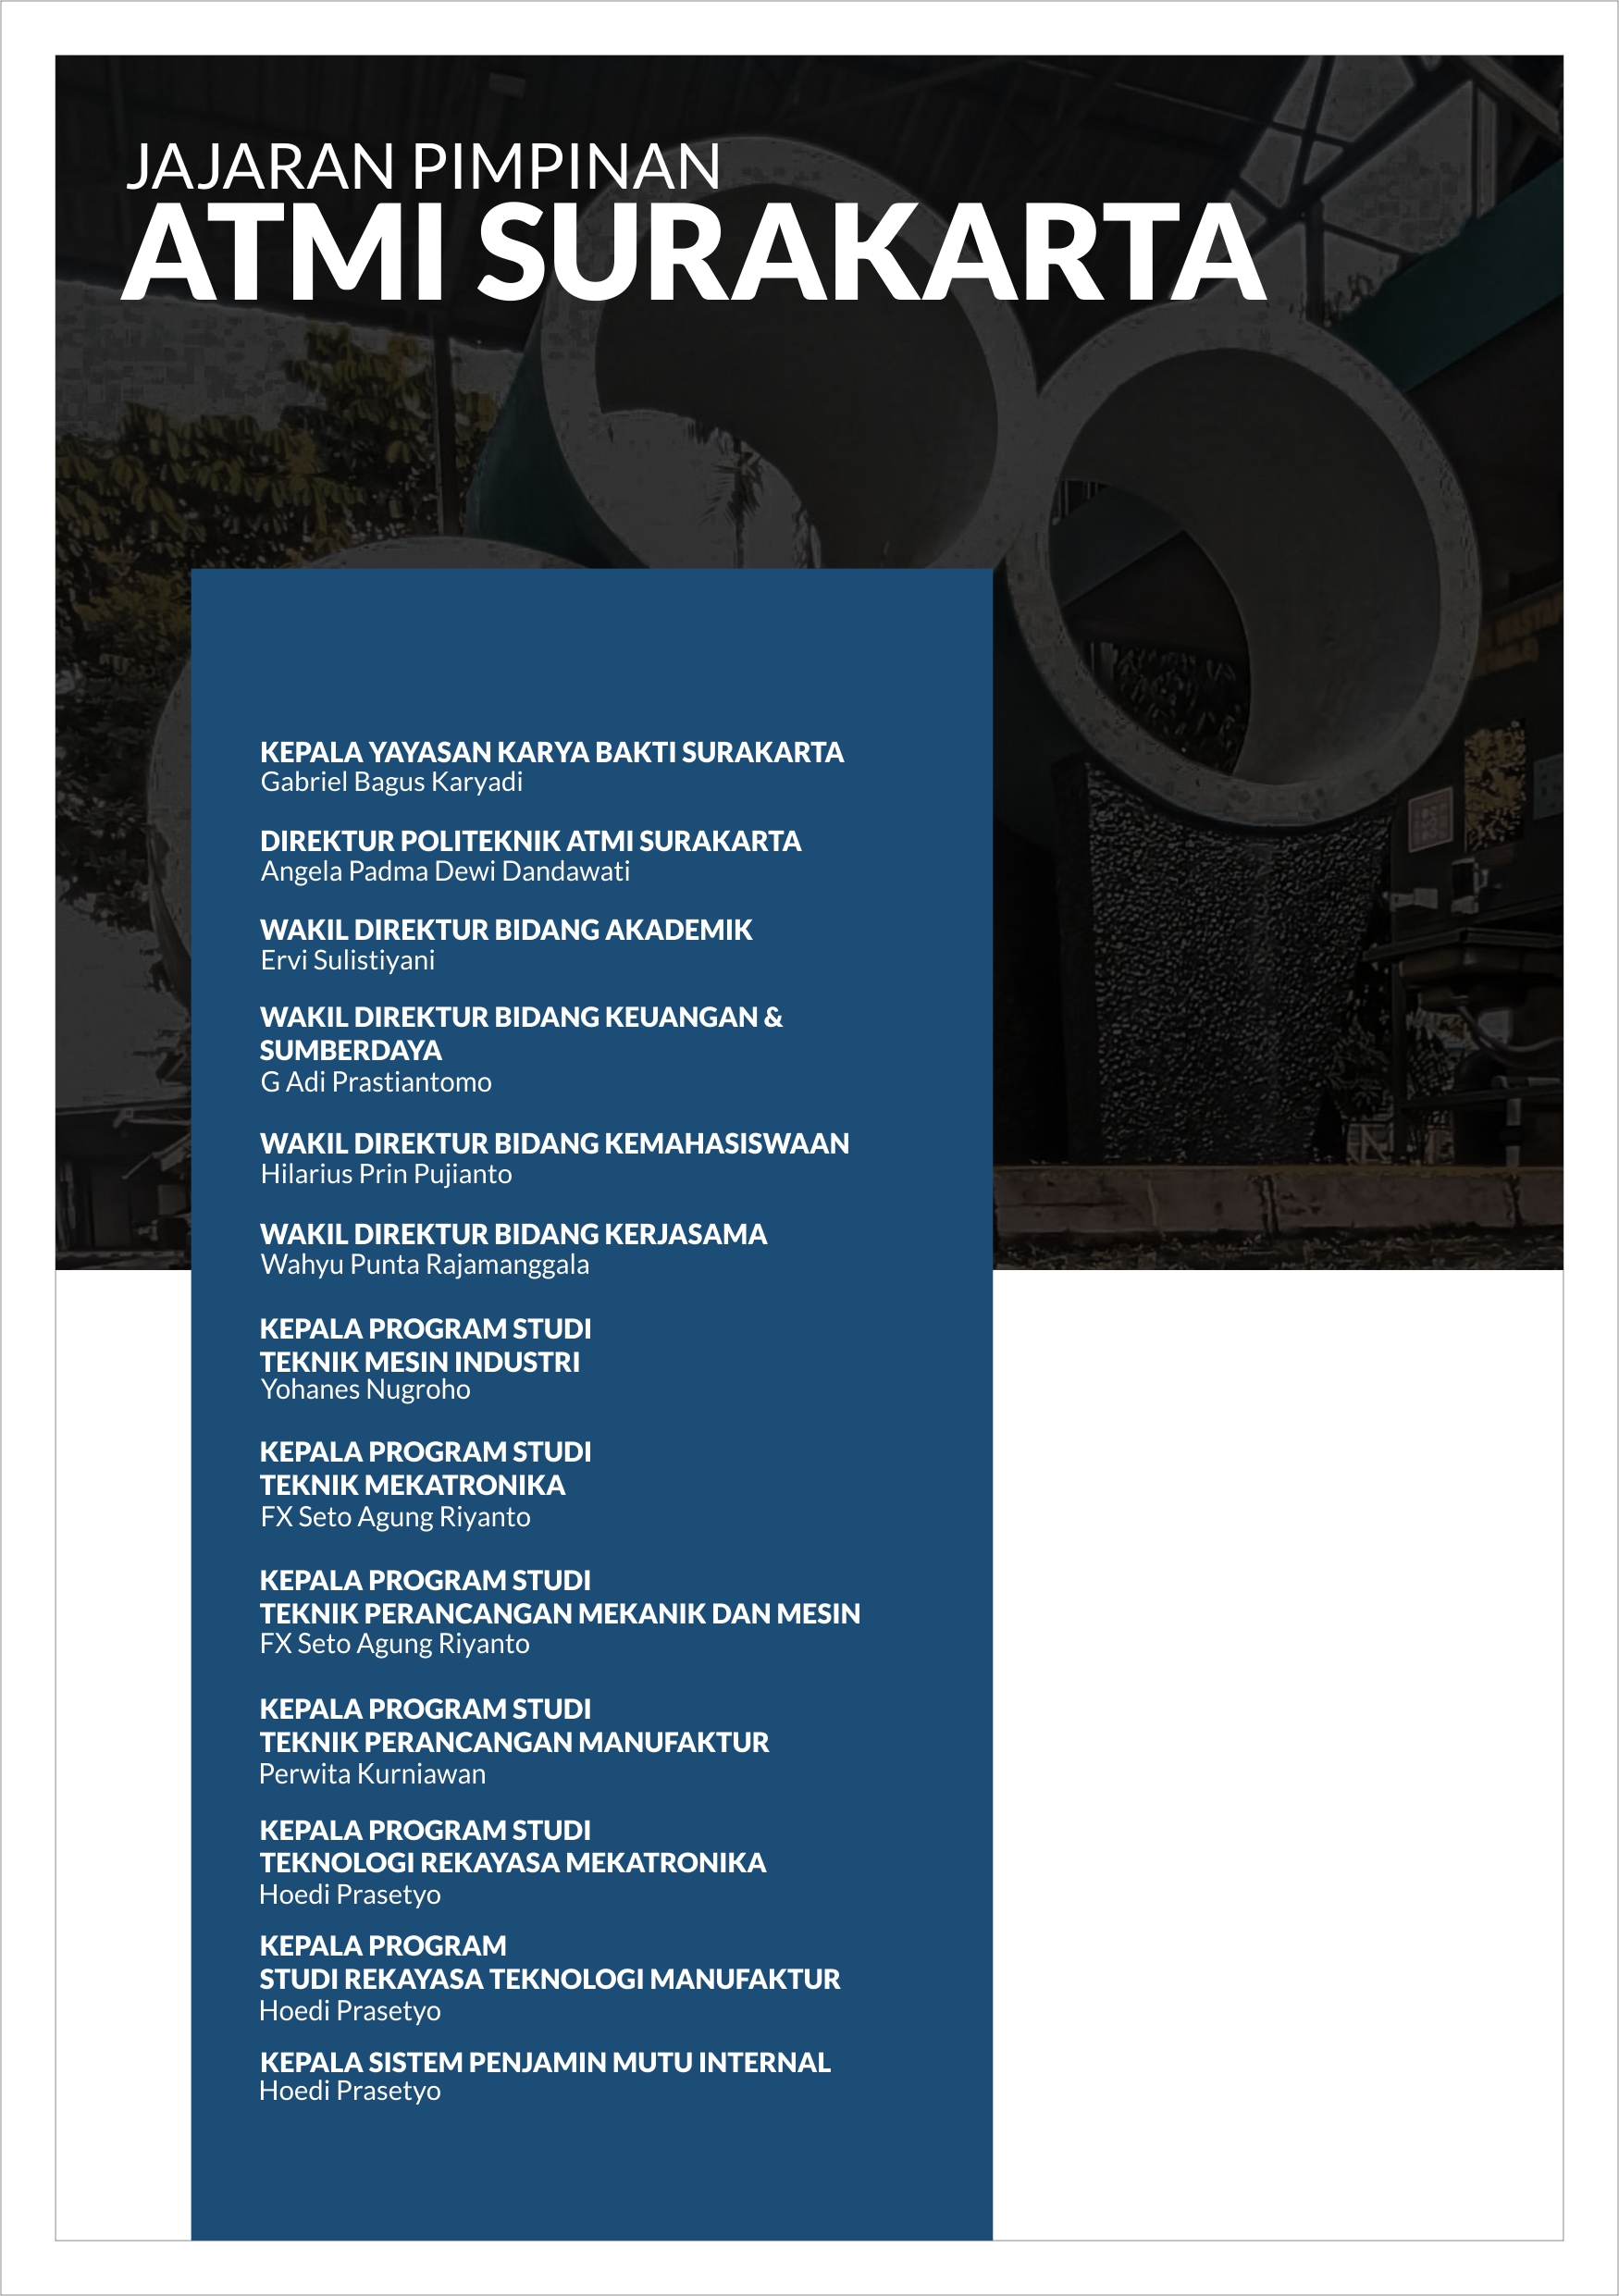 JAJARAN PIMPINAN
ATMI SURAKARTA
KEPALA YAYASAN KARYA BAKTI SURAKARTA
Gabriel Bagus Karyadi
DIREKTUR POLITEKNIK ATMI SURAKARTA
Angela Padma Dewi Dandawati
WAKIL DIREKTUR BIDANG AKADEMIK
Ervi Sulistiyani
WAKIL DIREKTUR BIDANG KEUANGAN &
SUMBERDAYA
G Adi Prastiantomo
WAKIL DIREKTUR BIDANG KEMAHASISWAAN
Hilarius Prin Pujianto
WAKIL DIREKTUR BIDANG KERJASAMA
Wahyu Punta Rajamanggala
KEPALA PROGRAM STUDI
TEKNIK MESIN INDUSTRI
Yohanes Nugroho
KEPALA PROGRAM STUDI
TEKNIK MEKATRONIKA
FX Seto Agung Riyanto
KEPALA PROGRAM STUDI
TEKNIK PERANCANGAN MEKANIK DAN MESIN
FX Seto Agung Riyanto
KEPALA PROGRAM STUDI
TEKNIK PERANCANGAN MANUFAKTUR
Perwita Kurniawan
KEPALA PROGRAM STUDI
TEKNOLOGI REKAYASA MEKATRONIKA
Hoedi Prasetyo
KEPALA PROGRAM
STUDI REKAYASA TEKNOLOGI MANUFAKTUR
Hoedi Prasetyo
KEPALA SISTEM PENJAMIN MUTU INTERNAL
Hoedi Prasetyo